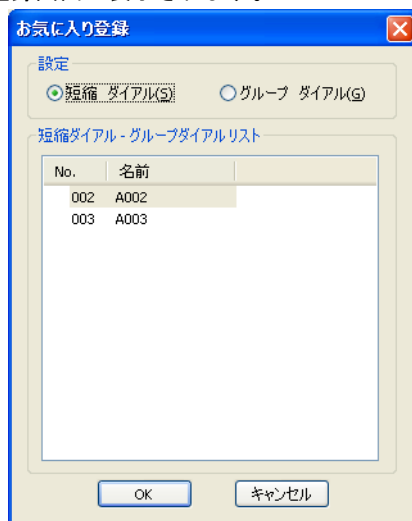 お気に入り登録
設定
短縮 ダイアル(S) グループ ダイアル(G)
短縮ダイアル - グループダイアル リスト
No. 名前
002 A002
003 A003
OK キャンセル